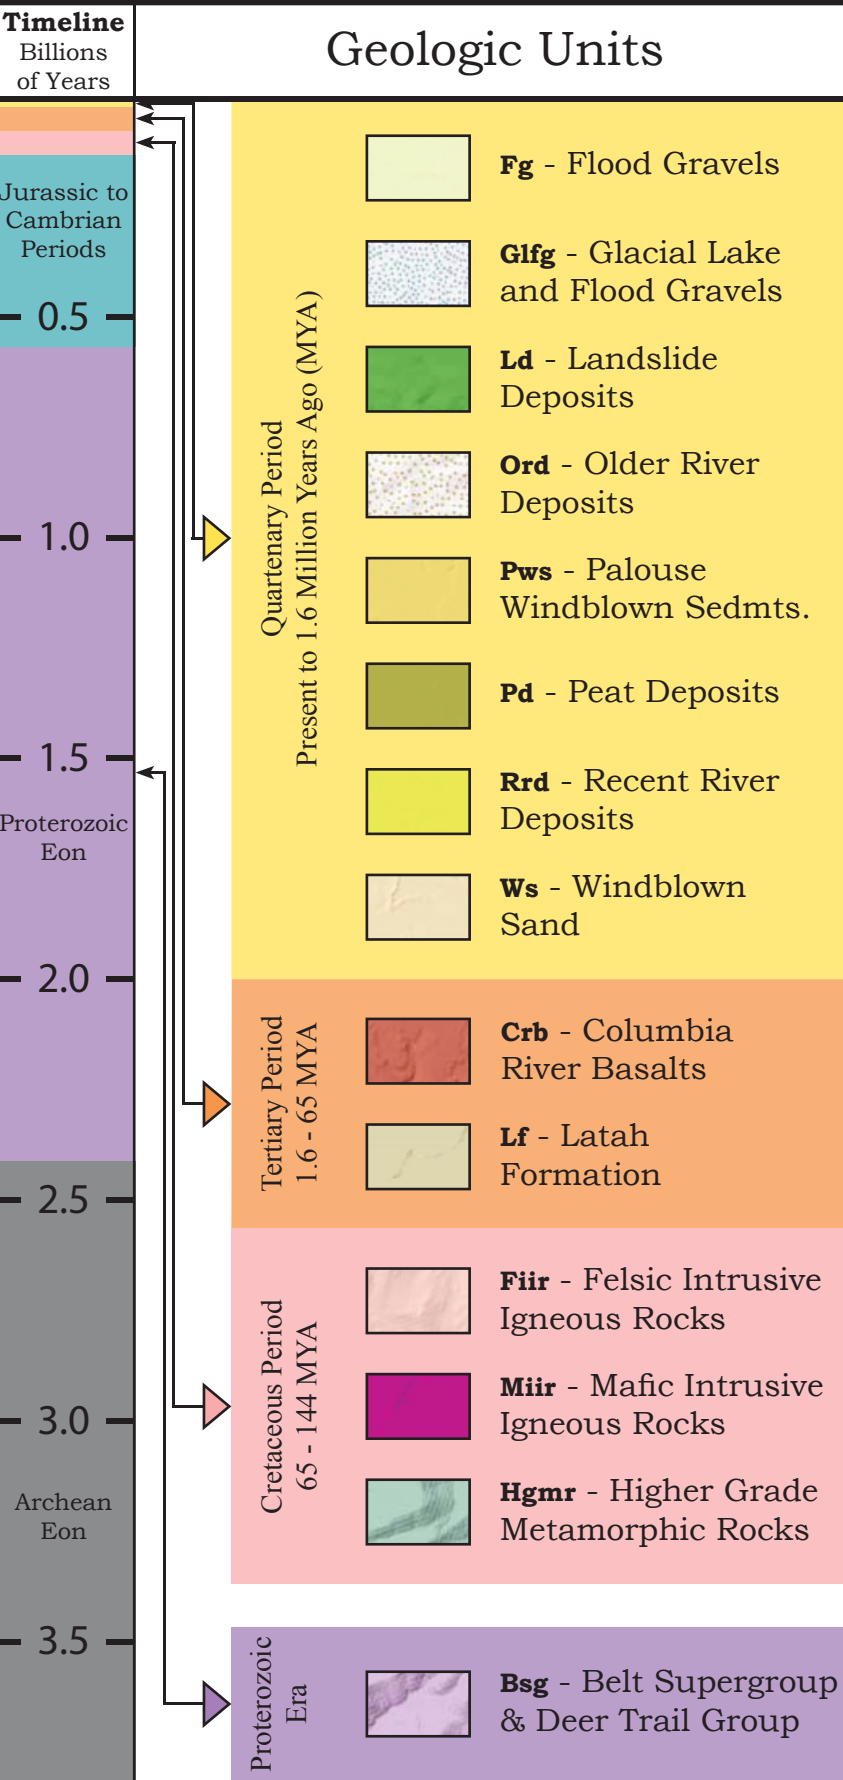 Timeline
Billions
of Years
Geologic Units
Jurassic to
Cambrian
Periods
0.5
1.0
1.5
Proterozoic
Eon
2.0
2.5
3.0
Archean
Eon
3.5
Quartenary Period
Present to 1.6 Million Years Ago (MYA)
Fg - Flood Gravels
Glfg - Glacial Lake
and Flood Gravels
Ld - Landslide
Deposits
Ord - Older River
Deposits
Pws - Palouse
Windblown Sedmts.
Pd - Peat Deposits
Rrd - Recent River
Deposits
Ws - Windblown
Sand
Tertiary Period
1.6 - 65 MYA
Crb - Columbia
River Basalts
Lf - Latah
Formation
Cretaceous Period
65 - 144 MYA
Fiir - Felsic Intrusive
Igneous Rocks
Miir - Mafic Intrusive
Igneous Rocks
Hgmr - Higher Grade
Metamorphic Rocks
Proterozoic
Era
Bsg - Belt Supergroup
& Deer Trail Group